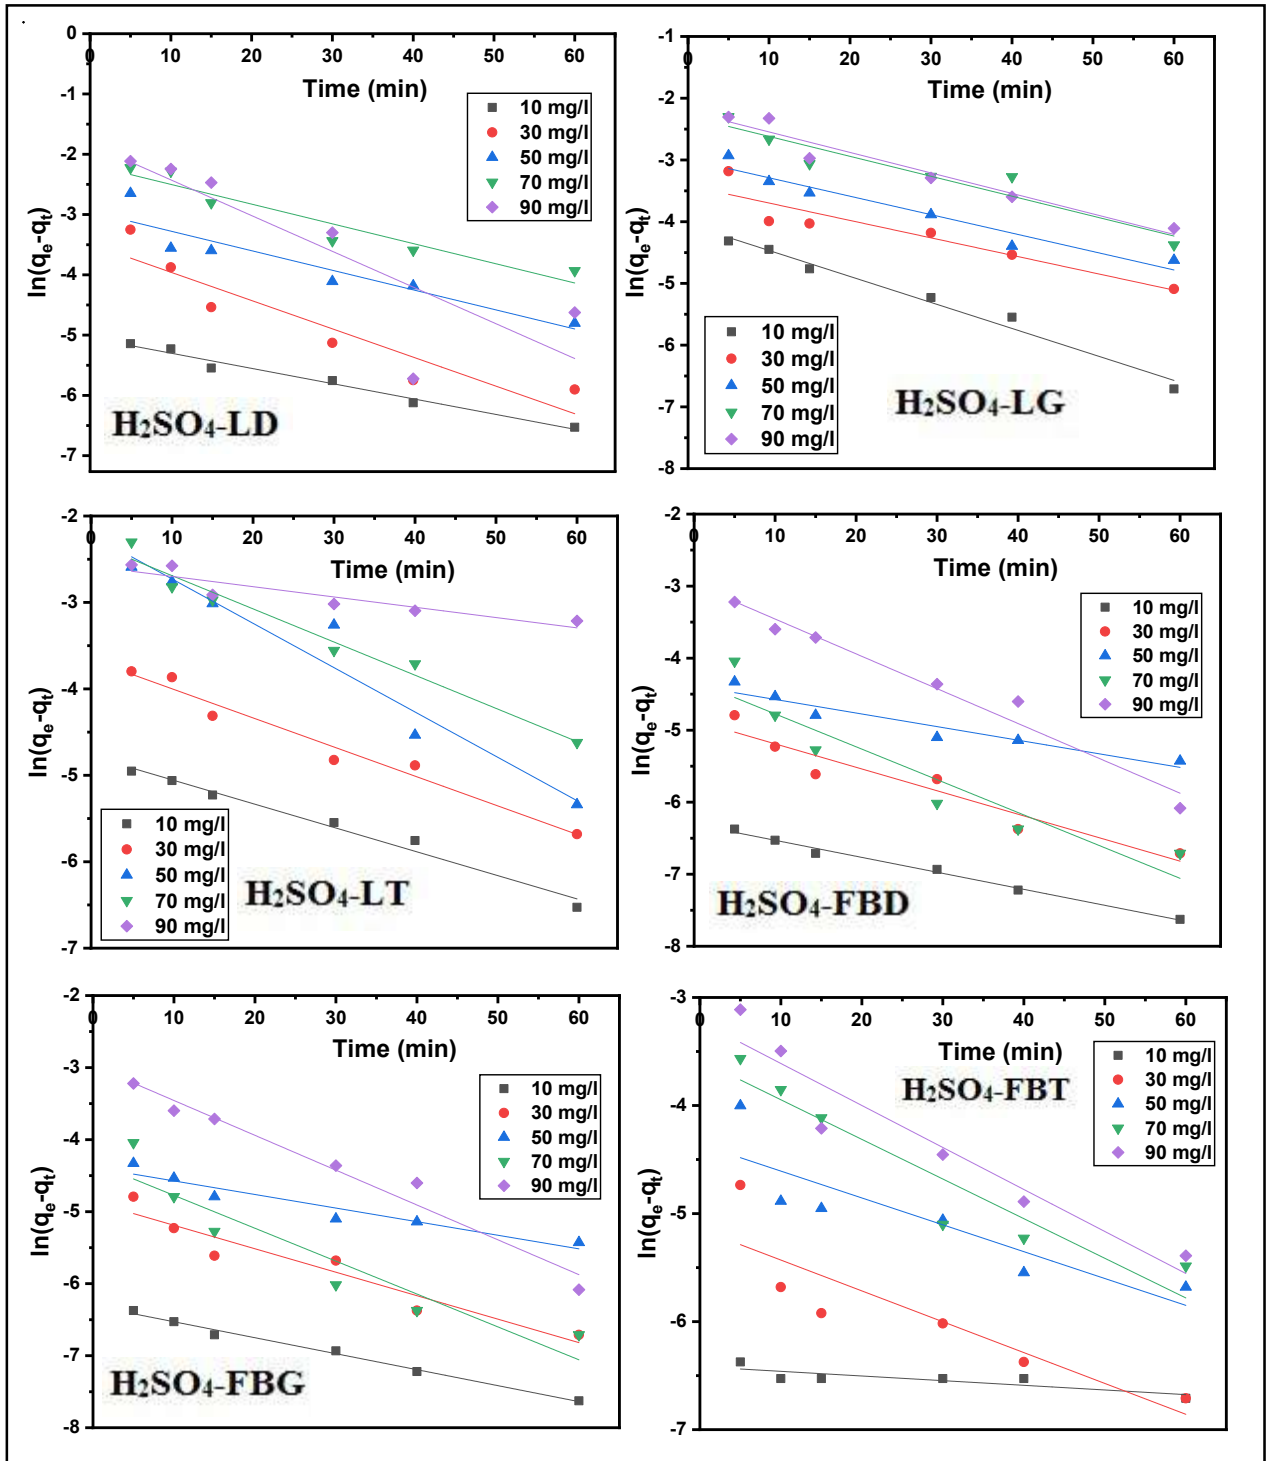 0
0 10 20 30 40 50 60
Time (min)
-1
-2
-3
-4
-5
-6
-7
ln(qe-qt)
10 mg/l
30 mg/l
50 mg/l
70 mg/l
90 mg/l
H₂SO₄-LD
-1
0 10 20 30 40 50 60
Time (min)
-2
-3
-4
-5
-6
-7
-8
ln(qe-qt)
10 mg/l
30 mg/l
50 mg/l
70 mg/l
90 mg/l
H₂SO₄-LG
-2
0 10 20 30 40 50 60
Time (min)
-3
-4
-5
-6
-7
ln(qe-qt)
10 mg/l
30 mg/l
50 mg/l
70 mg/l
90 mg/l
H₂SO₄-LT
-2
0 10 20 30 40 50 60
Time (min)
-3
-4
-5
-6
-7
-8
ln(qe-qt)
10 mg/l
30 mg/l
50 mg/l
70 mg/l
90 mg/l
H₂SO₄-FBD
-2
0 10 20 30 40 50 60
Time (min)
-3
-4
-5
-6
-7
-8
ln(qe-qt)
10 mg/l
30 mg/l
50 mg/l
70 mg/l
90 mg/l
H₂SO₄-FBG
-3
0 10 20 30 40 50 60
Time (min)
-4
-5
-6
-7
ln(qe-qt)
10 mg/l
30 mg/l
50 mg/l
70 mg/l
90 mg/l
H₂SO₄-FBT